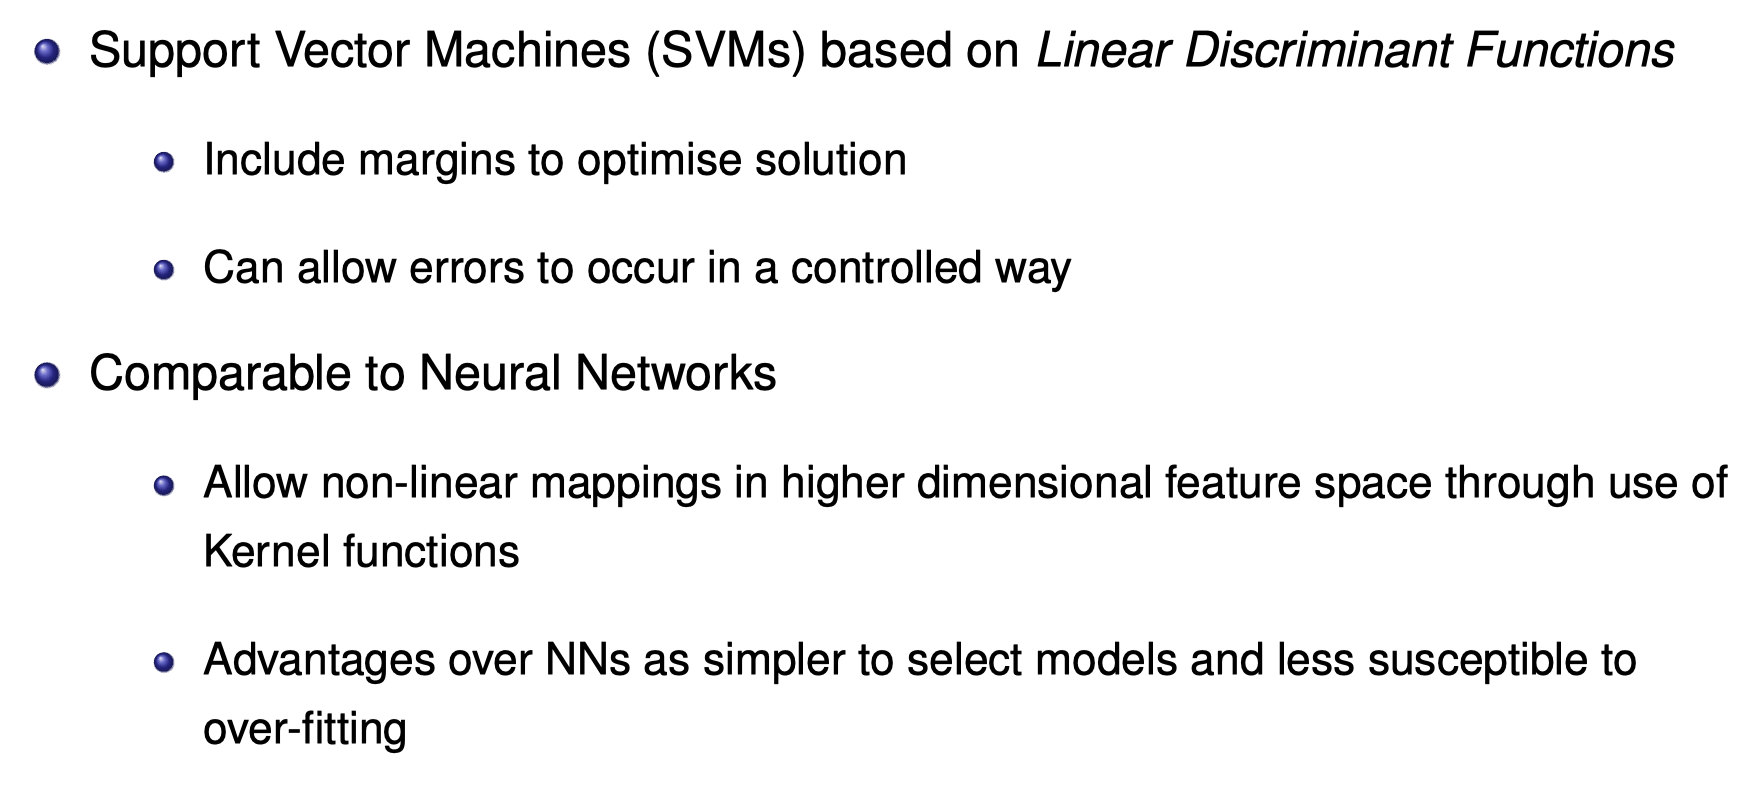 Support Vector Machines (SVMs) based on Linear Discriminant Functions
Include margins to optimise solution
Can allow errors to occur in a controlled way
Comparable to Neural Networks
Allow non-linear mappings in higher dimensional feature space through use of
Kernel functions
Advantages over NNs as simpler to select models and less susceptible to
over-fitting